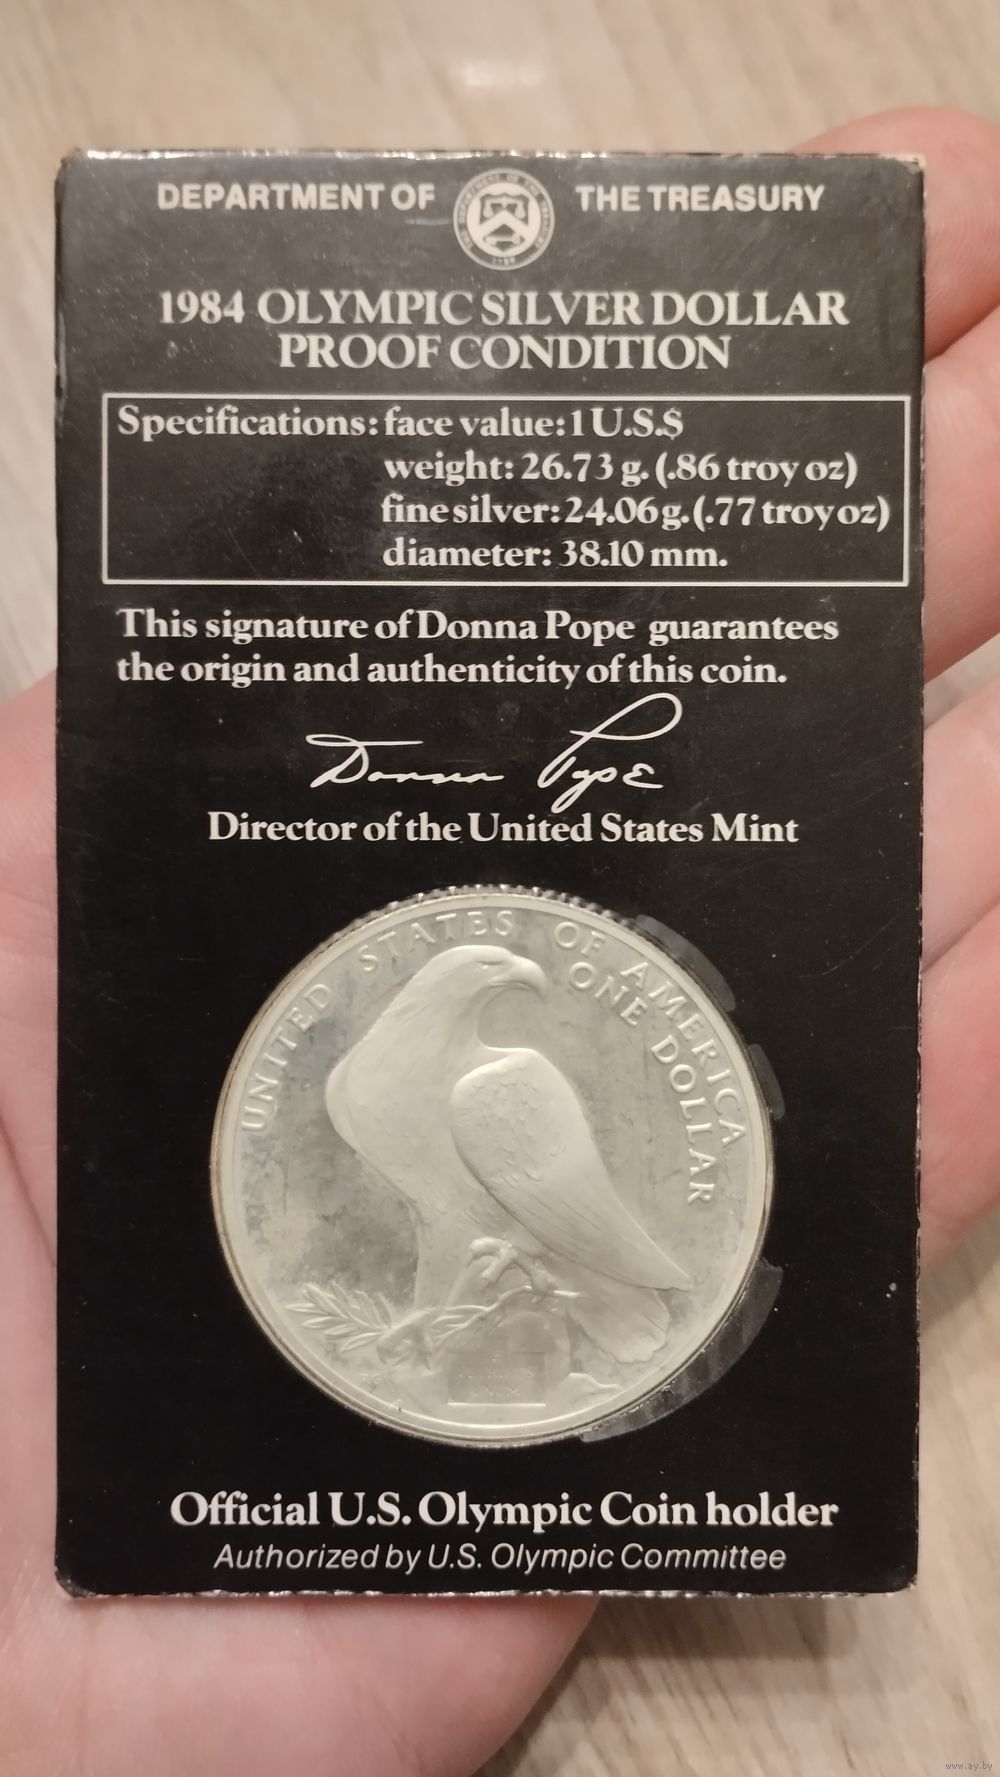 DEPARTMENT OF THE TREASURY
1984 OLYMPIC SILVER DOLLAR
PROOF CONDITION
Specifications: face value: 1 U.S.$
weight: 26.73 g. (.86 troy oz)
fine silver: 24.06 g. (.77 troy oz)
diameter: 38.10 mm.
This signature of Donna Pope guarantees
the origin and authenticity of this coin.
Donna Pope
Director of the United States Mint
UNITED STATES OF AMERICA
ONE DOLLAR
Official U.S. Olympic Coin holder
Authorized by U.S. Olympic Committee
www.ay.by